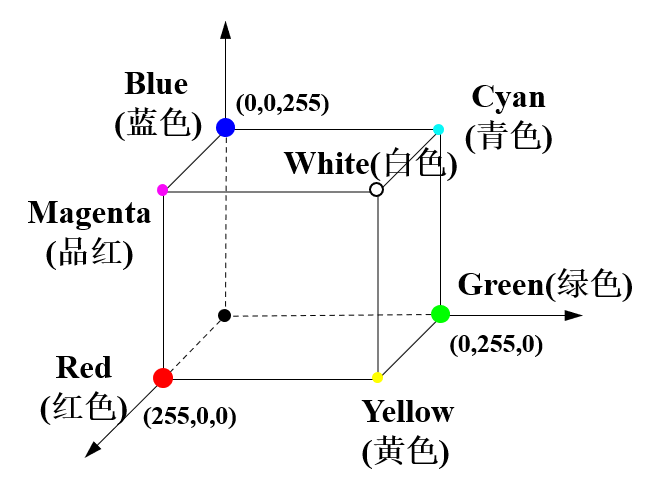 Blue
(蓝色)
(0,0,255)
Cyan
(青色)
White(白色)
Magenta
(品红)
Green(绿色)
(0,255,0)
Red
(红色)
(255,0,0)
Yellow
(黄色)